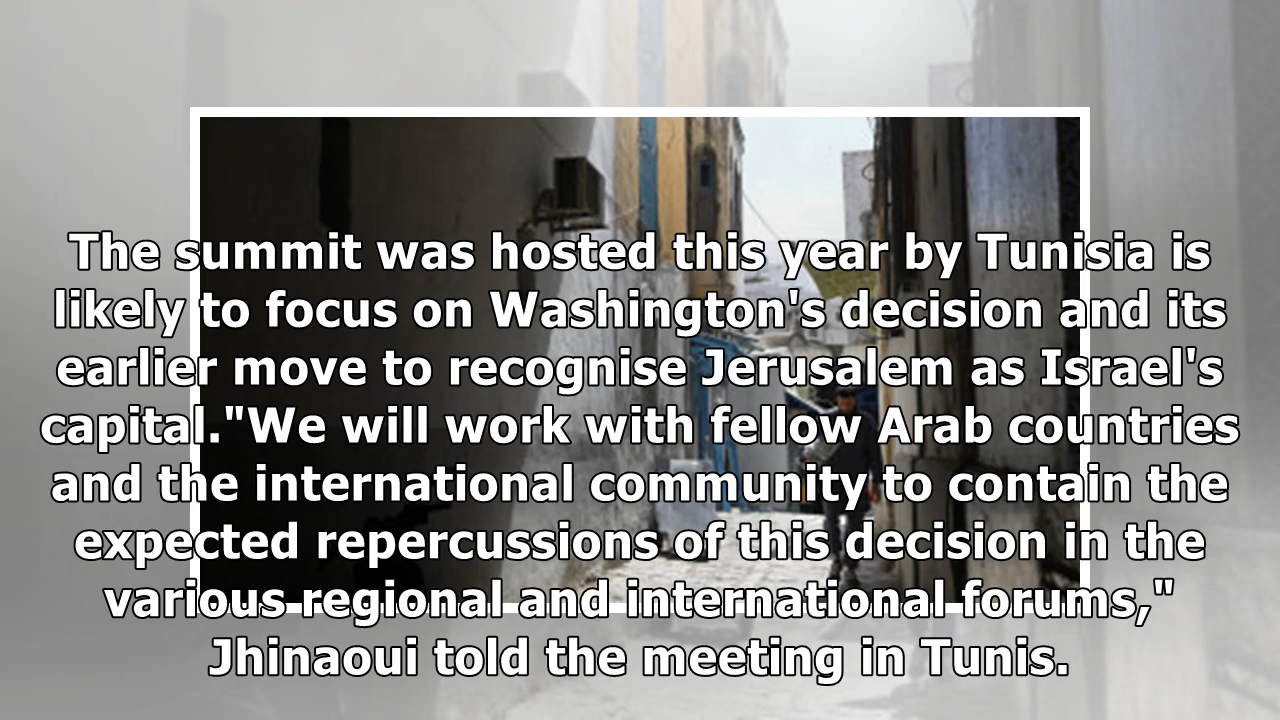 The summit was hosted this year by Tunisia is
likely to focus on Washington's decision and its
earlier move to recognise Jerusalem as Israel's
capital."We will work with fellow Arab countries
and the international community to contain the
expected repercussions of this decision in the
various regional and international forums,"
Jhinaoui told the meeting in Tunis.